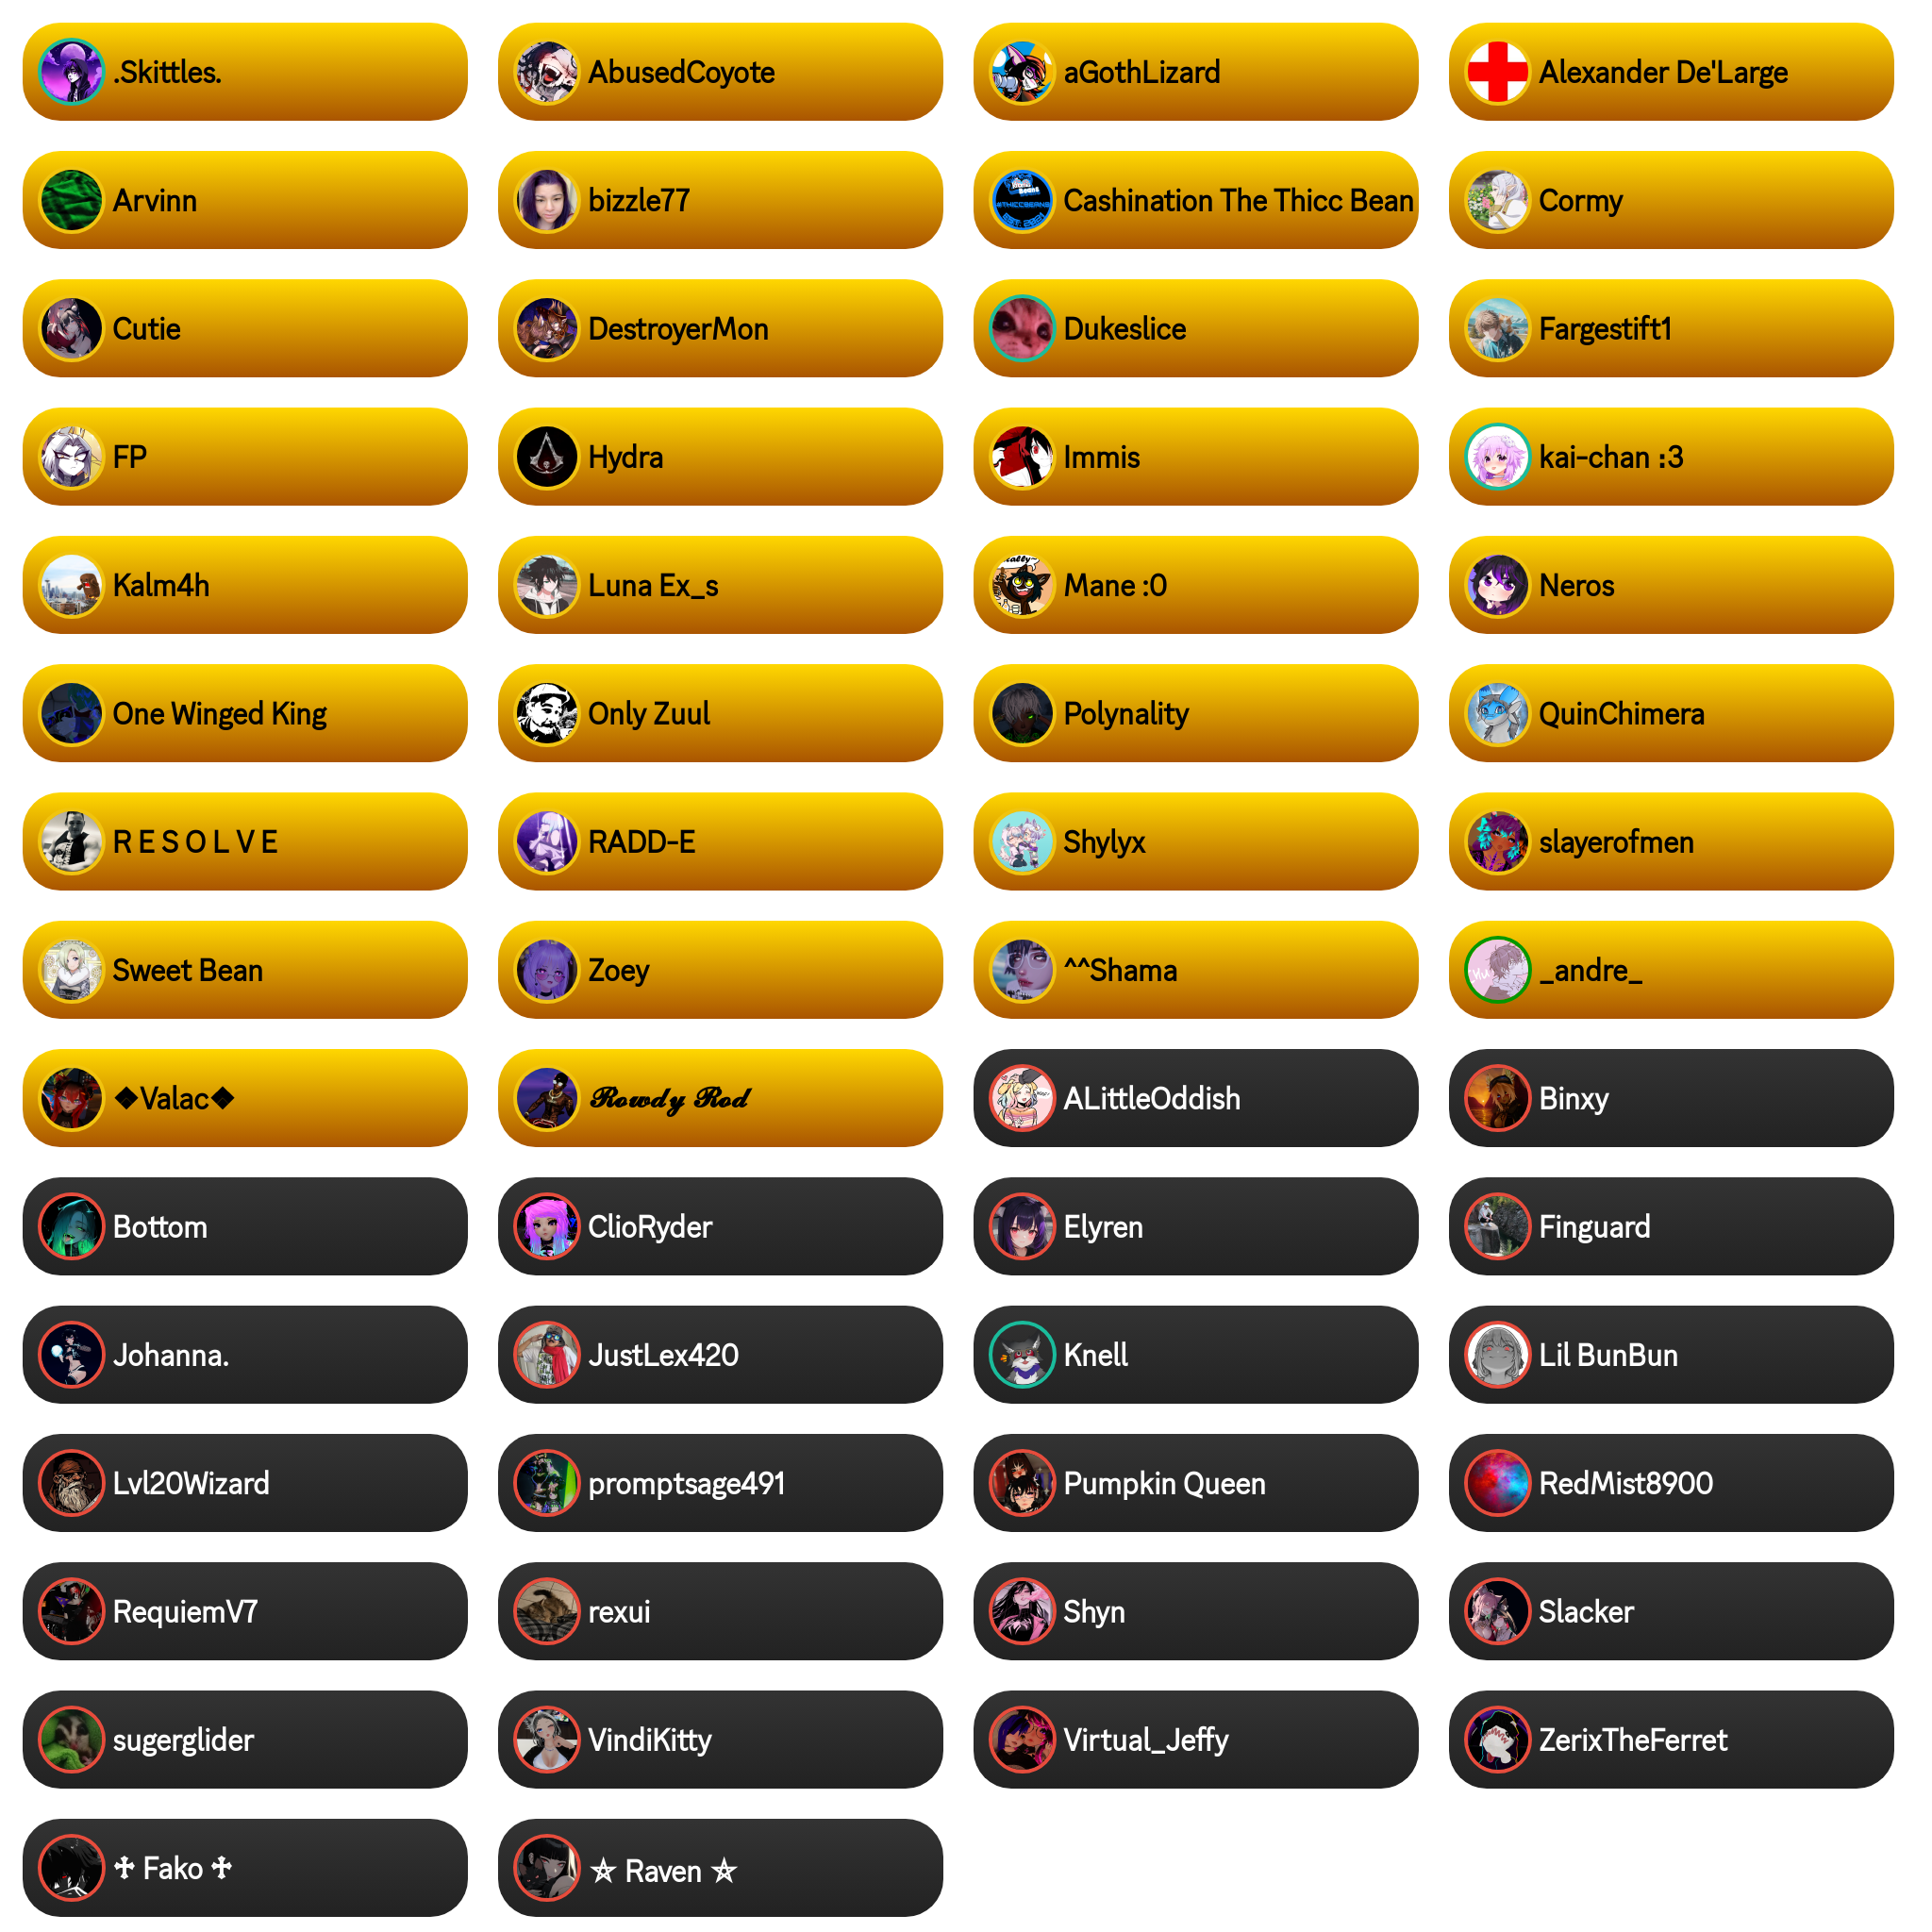 .Skittles.
AbusedCoyote
aGothLizard
Alexander De'Large
Arvinn
bizzle77
Cashination The Thicc Bean
Cormy
Cutie
DestroyerMon
Dukeslice
Fargestift1
FP
Hydra
Immis
kai-chan :3
Kalm4h
Luna Ex_s
Mane :0
Neros
One Winged King
Only Zuul
Polynality
QuinChimera
R E S O L V E
RADD-E
Shylyx
slayerofmen
Sweet Bean
Zoey
^^Shama
_andre_
❖Valac❖
𝓡𝓸𝔀𝓭𝔂 𝓡𝓸𝓭
ALittleOddish
Binxy
Bottom
ClioRyder
Elyren
Finguard
Johanna.
JustLex420
Knell
Lil BunBun
Lvl20Wizard
promptsage491
Pumpkin Queen
RedMist8900
RequiemV7
rexui
Shyn
Slacker
sugerglider
VindiKitty
Virtual_Jeffy
ZerixTheFerret
♱ Fako ♱
⛤ Raven ⛤